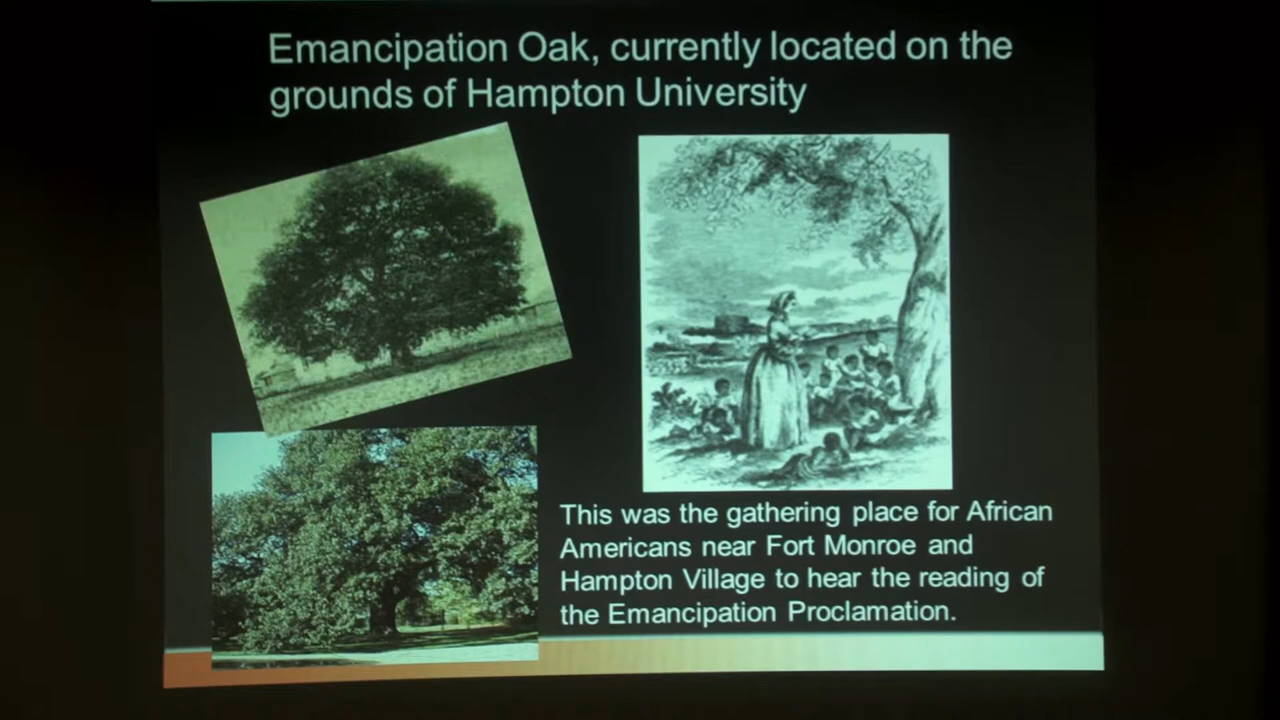 Emancipation Oak, currently located on the
grounds of Hampton University
This was the gathering place for African
Americans near Fort Monroe and
Hampton Village to hear the reading of
the Emancipation Proclamation.